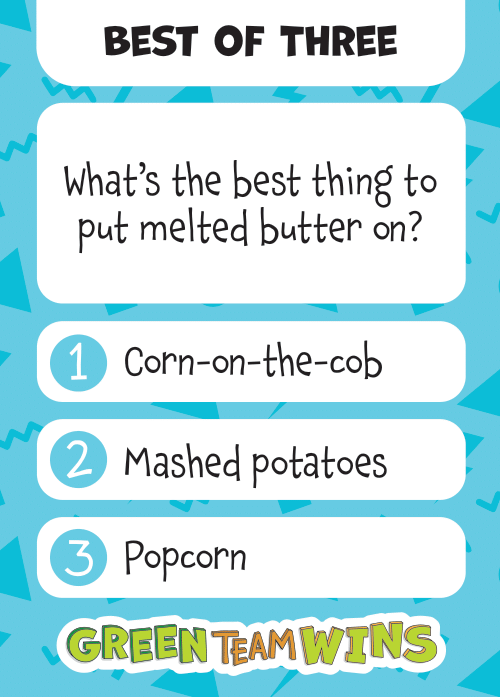 BEST OF THREE
What's the best thing to
put melted butter on?
1 Corn-on-the-cob
2 Mashed potatoes
3 Popcorn
GREEN TEAM WINS